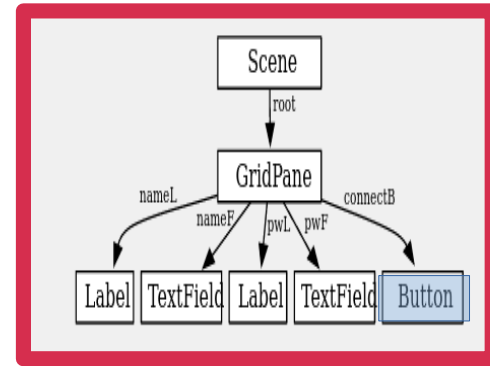 Scene
root
GridPane
nameL
nameF
pwL
pwF
connectB
Label
TextField
Label
TextField
Button